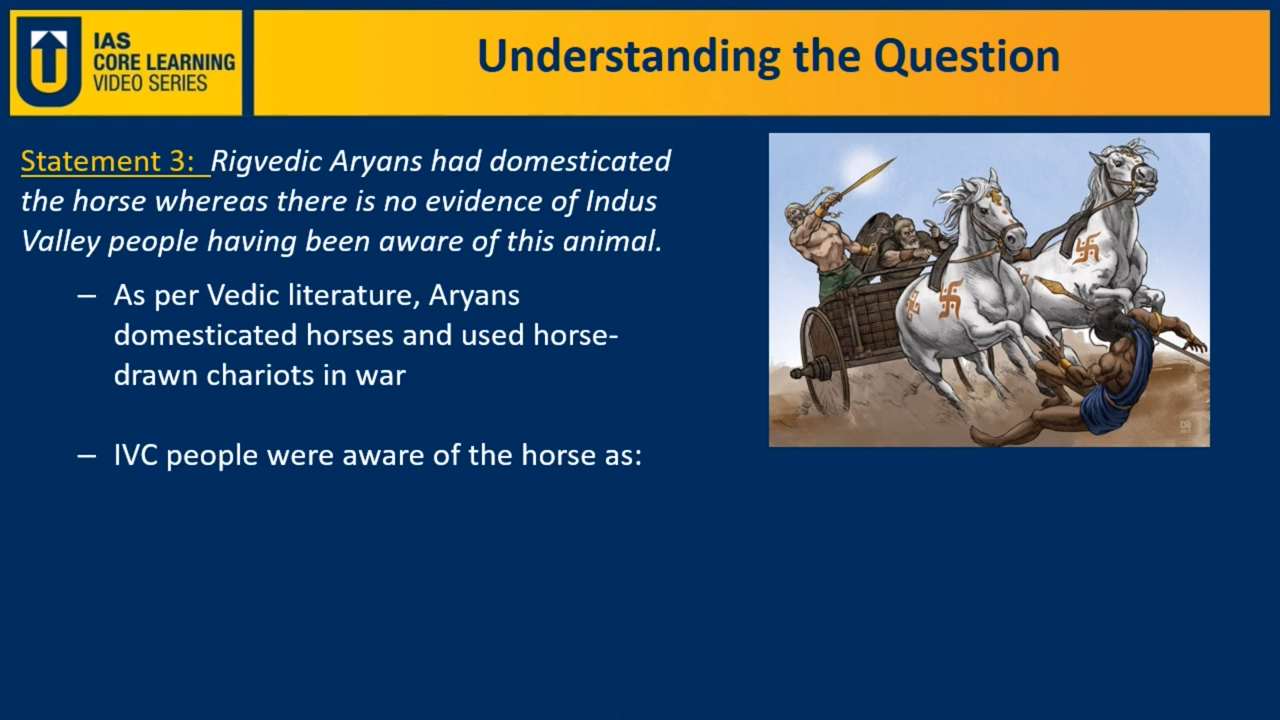 IAS
CORE LEARNING
VIDEO SERIES
Understanding the Question
Statement 3: Rigvedic Aryans had domesticated
the horse whereas there is no evidence of Indus
Valley people having been aware of this animal.
– As per Vedic literature, Aryans
domesticated horses and used horse-
drawn chariots in war
– IVC people were aware of the horse as: